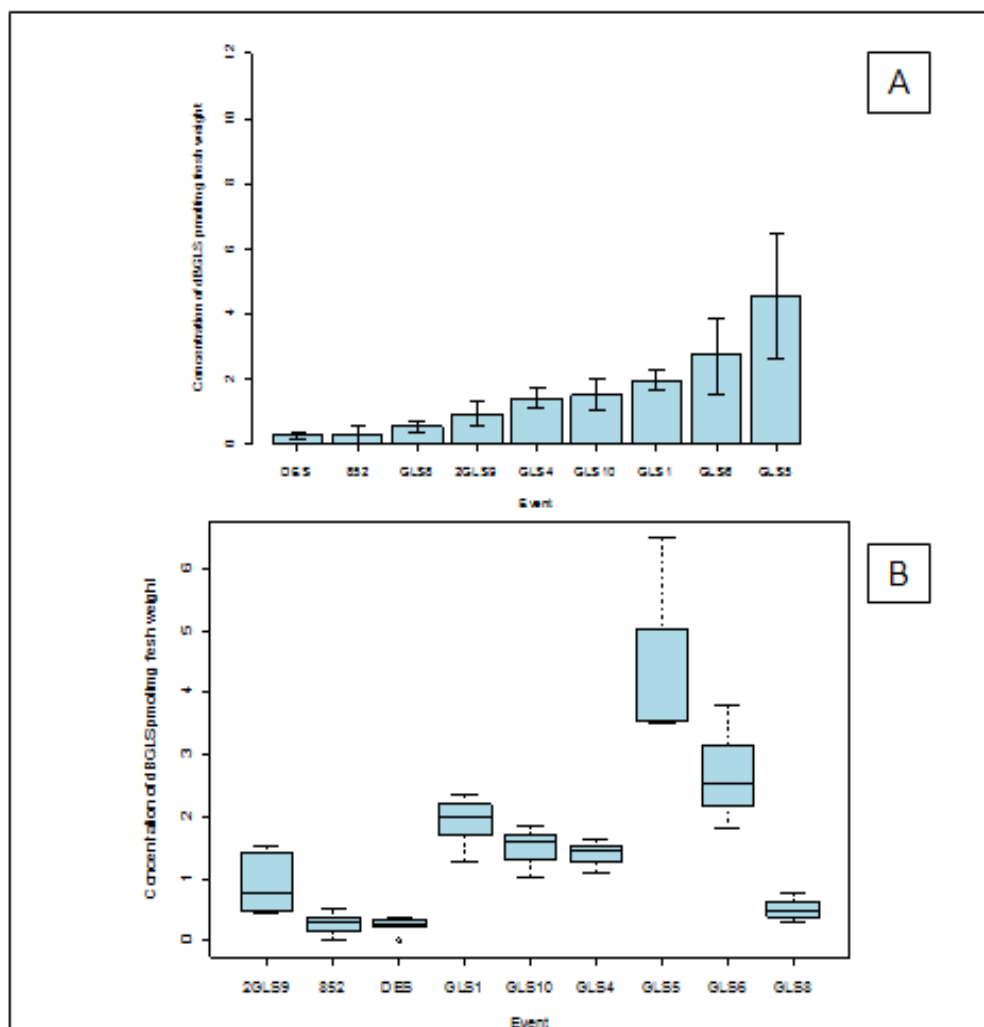 A
Concentration of dBGLS pmol/mg fresh weight
12
10
8
6
4
2
0
DES 852 GLS8 2GLS9 GLS4 GLS10 GLS1 GLS6 GLS5
Event
B
Concentration of dBGLS pmol/mg fesh weight
6
5
4
3
2
1
0
2GLS9 852 DES GLS1 GLS10 GLS4 GLS5 GLS6 GLS8
Event